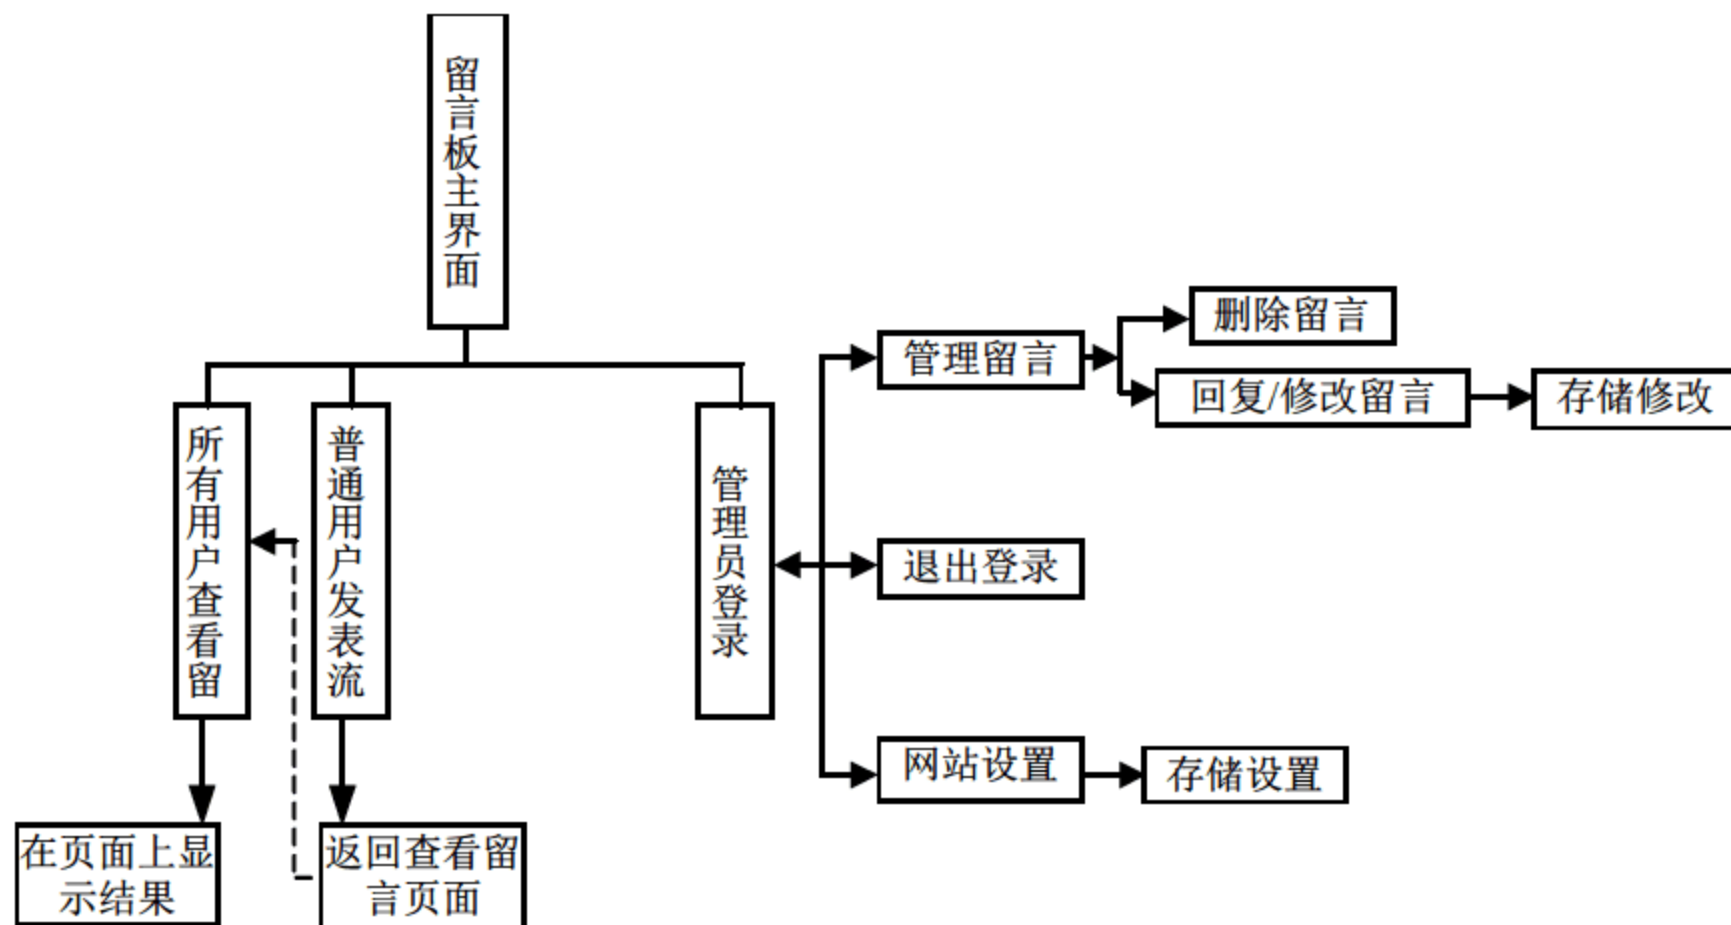 留言板主界面
删除留言
管理留言
回复/修改留言
存储修改
所有用户查看留
普通用户发表流
管理员登录
退出登录
网站设置
存储设置
在页面上显
示结果
返回查看留
言页面